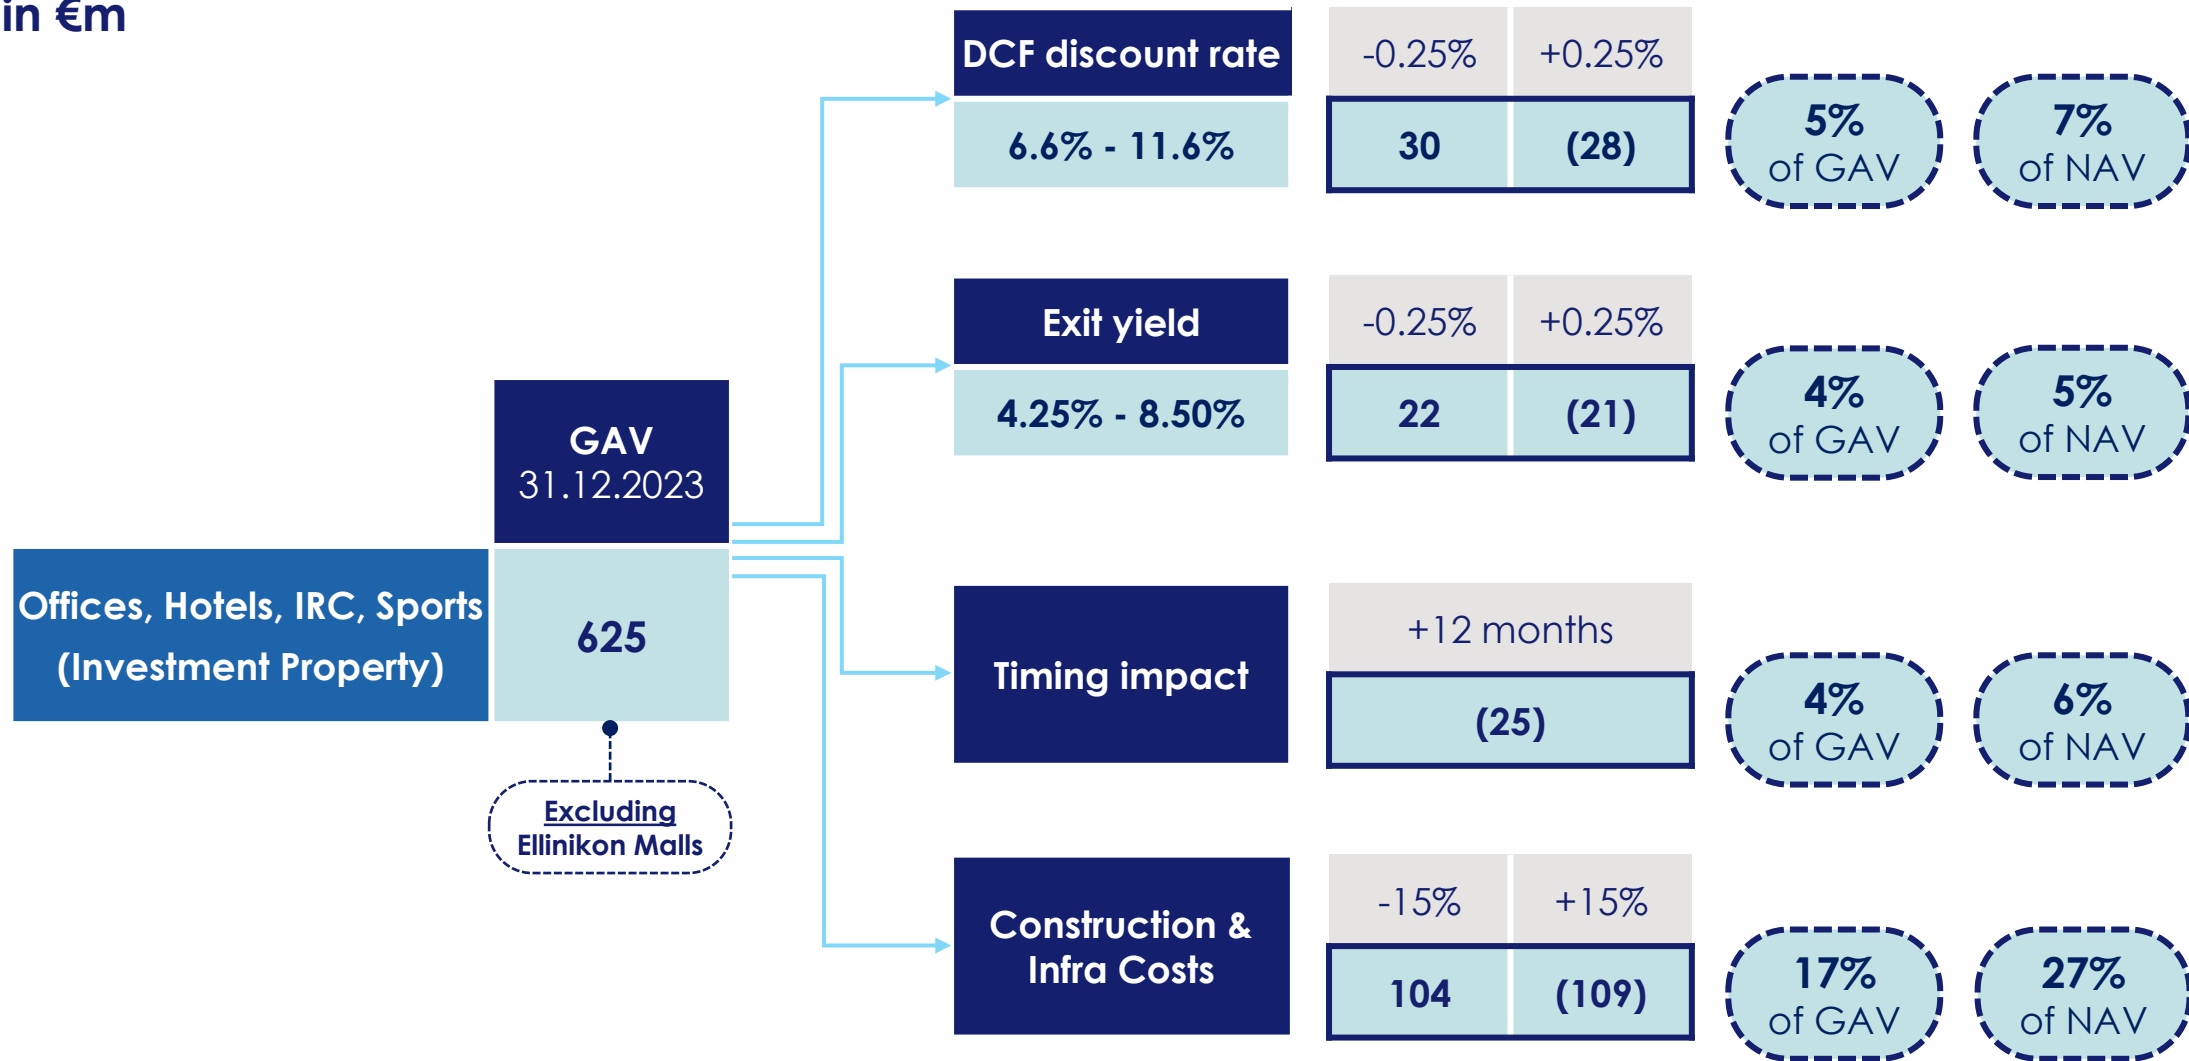 in €m
DCF discount rate
-0.25% +0.25%
6.6% - 11.6%
30 (28)
5%
of GAV
7%
of NAV
Exit yield
-0.25% +0.25%
4.25% - 8.50%
22 (21)
4%
of GAV
5%
of NAV
GAV
31.12.2023
Offices, Hotels, IRC, Sports
(Investment Property)
625
Excluding
Ellinikon Malls
Timing impact
+12 months
(25)
4%
of GAV
6%
of NAV
Construction &
Infra Costs
-15% +15%
104 (109)
17%
of GAV
27%
of NAV